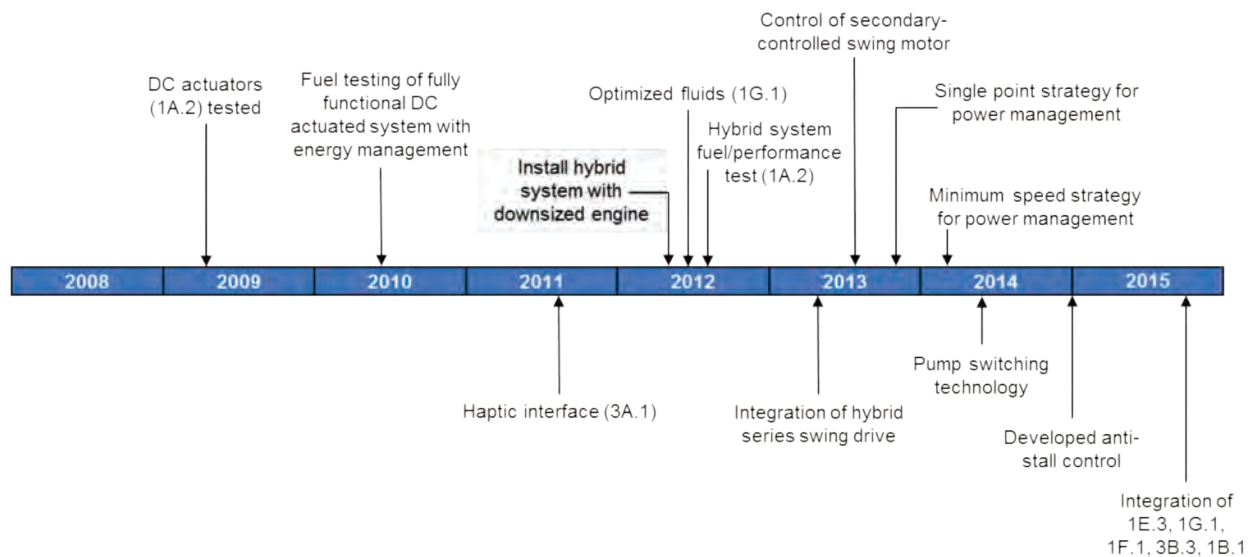 Control of secondary-
controlled swing motor
DC actuators
(1A.2) tested
Fuel testing of fully
functional DC
actuated system with
energy management
Optimized fluids (1G.1)
Single point strategy for
power management
Hybrid system
fuel/performance
test (1A.2)
Install hybrid
system with
downsized engine
Minimum speed strategy
for power management
2008 2009 2010 2011 2012 2013 2014 2015
Haptic interface (3A.1)
Integration of hybrid
series swing drive
Pump switching
technology
Developed anti-
stall control
Integration of
1E.3, 1G.1,
1F.1, 3B.3, 1B.1